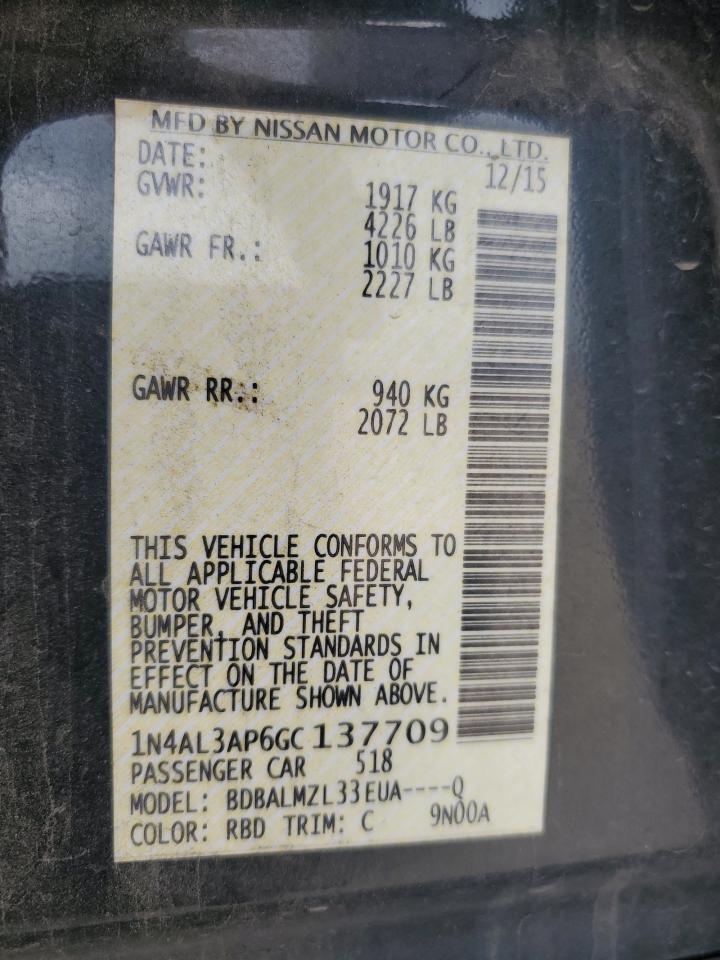 MFD BY NISSAN MOTOR CO., LTD.
DATE: 12/15
GVWR: 1917 KG
4226 LB
GAWR FR.: 1010 KG
2227 LB
GAWR RR.: 940 KG
2072 LB
THIS VEHICLE CONFORMS TO
ALL APPLICABLE FEDERAL
MOTOR VEHICLE SAFETY,
BUMPER, AND THEFT
PREVENTION STANDARDS IN
EFFECT ON THE DATE OF
MANUFACTURE SHOWN ABOVE.
1N4AL3AP6GC137709
PASSENGER CAR 518
MODEL: BDBALMZL33EUA----Q
COLOR: RBD TRIM: C 9N00A